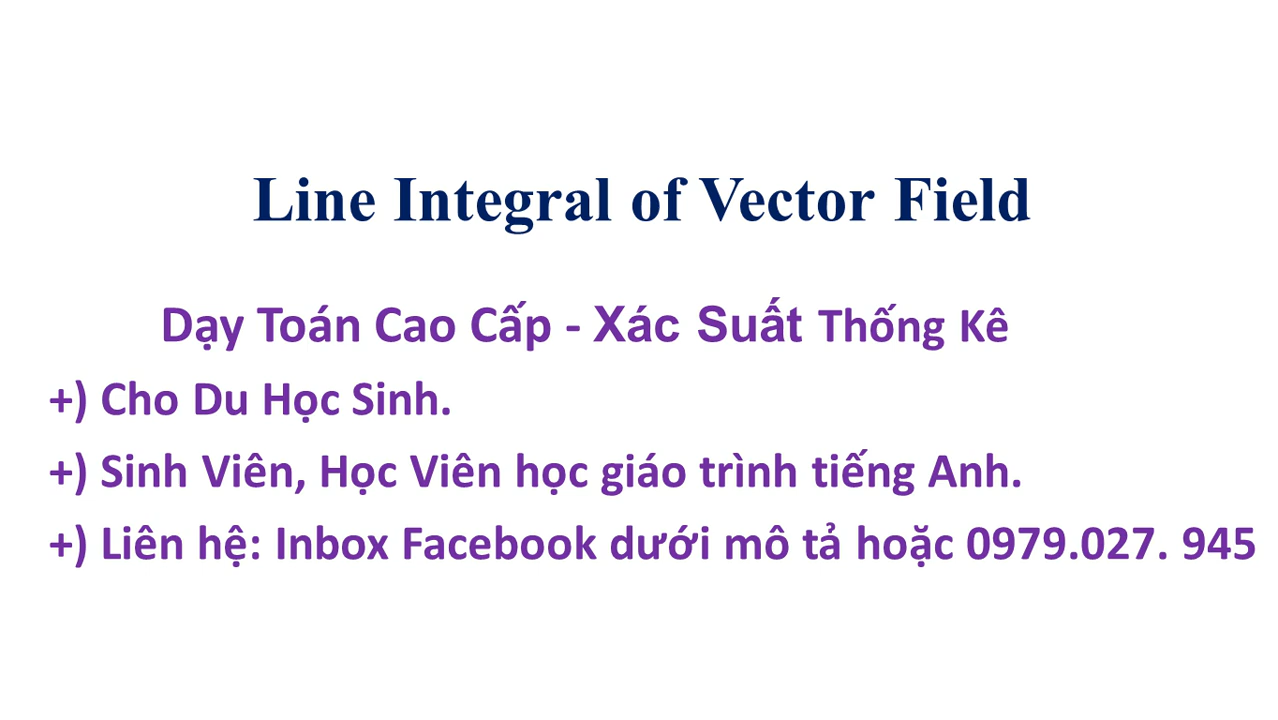 Line Integral of Vector Field
Dạy Toán Cao Cấp - Xác Suất Thống Kê
+) Cho Du Học Sinh.
+) Sinh Viên, Học Viên học giáo trình tiếng Anh.
+) Liên hệ: Inbox Facebook dưới mô tả hoặc 0979.027. 945